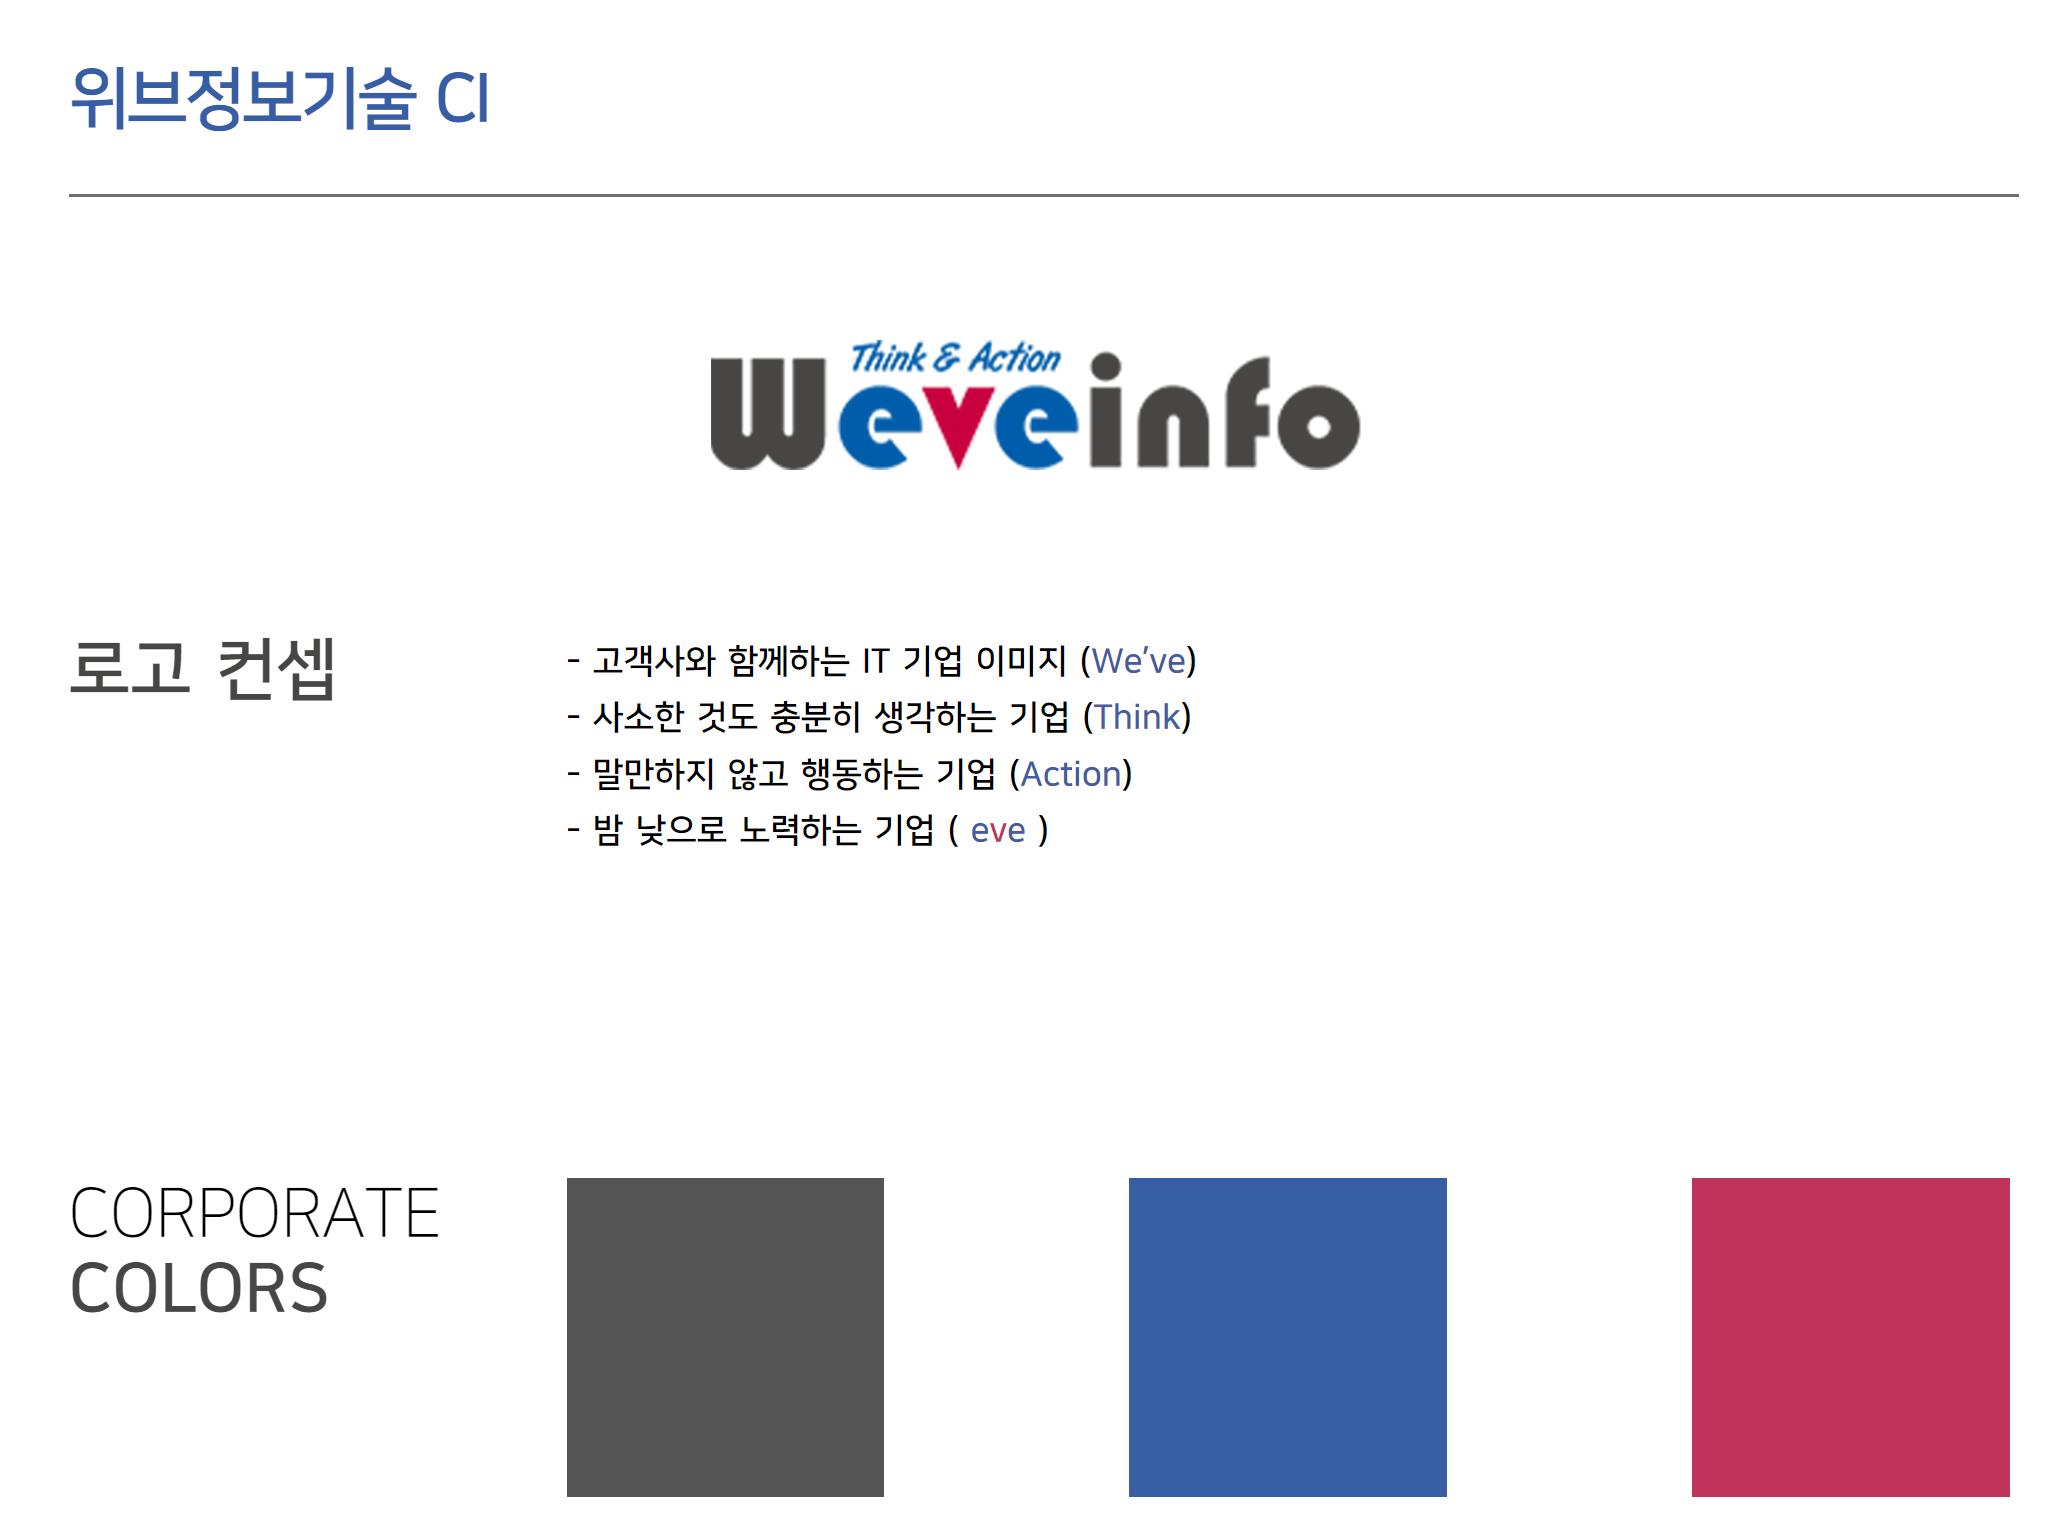 위브정보기술 CI
Think & Action
Weveinfo
로고 컨셉
- 고객사와 함께하는 IT 기업 이미지 (We’ve)
- 사소한 것도 충분히 생각하는 기업 (Think)
- 말만하지 않고 행동하는 기업 (Action)
- 밤 낮으로 노력하는 기업 ( eve )
CORPORATE
COLORS